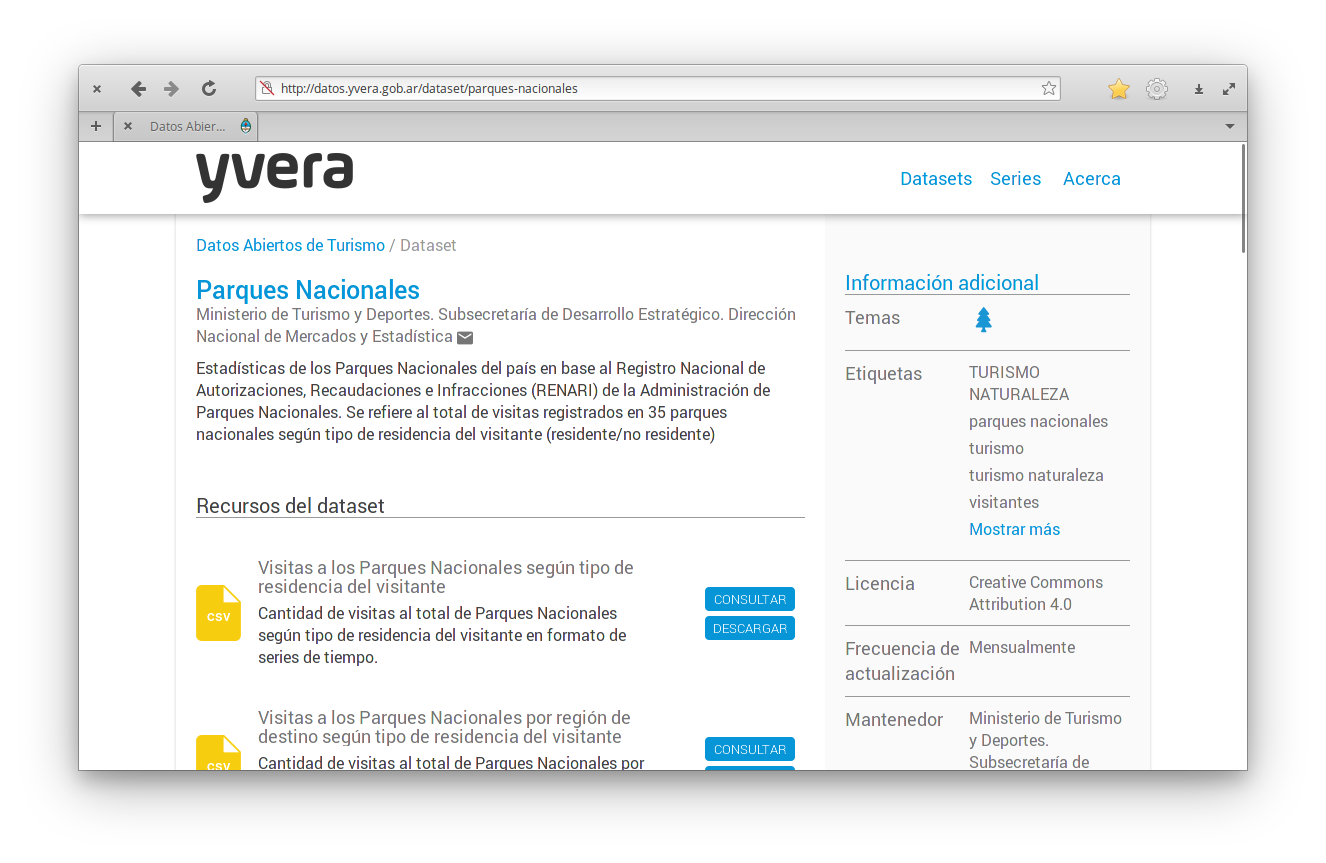 http://datos.yvera.gob.ar/dataset/parques-nacionales
Datos Abier...
yvera
Datasets Series Acerca
Datos Abiertos de Turismo / Dataset
Parques Nacionales
Ministerio de Turismo y Deportes. Subsecretaría de Desarrollo Estratégico. Dirección
Nacional de Mercados y Estadística
Estadísticas de los Parques Nacionales del país en base al Registro Nacional de
Autorizaciones, Recaudaciones e Infracciones (RENARI) de la Administración de
Parques Nacionales. Se refiere al total de visitas registrados en 35 parques
nacionales según tipo de residencia del visitante (residente/no residente)
Recursos del dataset
CSV
Visitas a los Parques Nacionales según tipo de
residencia del visitante
Cantidad de visitas al total de Parques Nacionales
según tipo de residencia del visitante en formato de
series de tiempo.
CONSULTAR
DESCARGAR
CSV
Visitas a los Parques Nacionales por región de
destino según tipo de residencia del visitante
Cantidad de visitas al total de Parques Nacionales por
CONSULTAR
Información adicional
Temas
Etiquetas
TURISMO
NATURALEZA
parques nacionales
turismo
turismo naturaleza
visitantes
Mostrar más
Licencia
Creative Commons
Attribution 4.0
Frecuencia de
actualización
Mensualmente
Mantenedor
Ministerio de Turismo
y Deportes.
Subsecretaría de